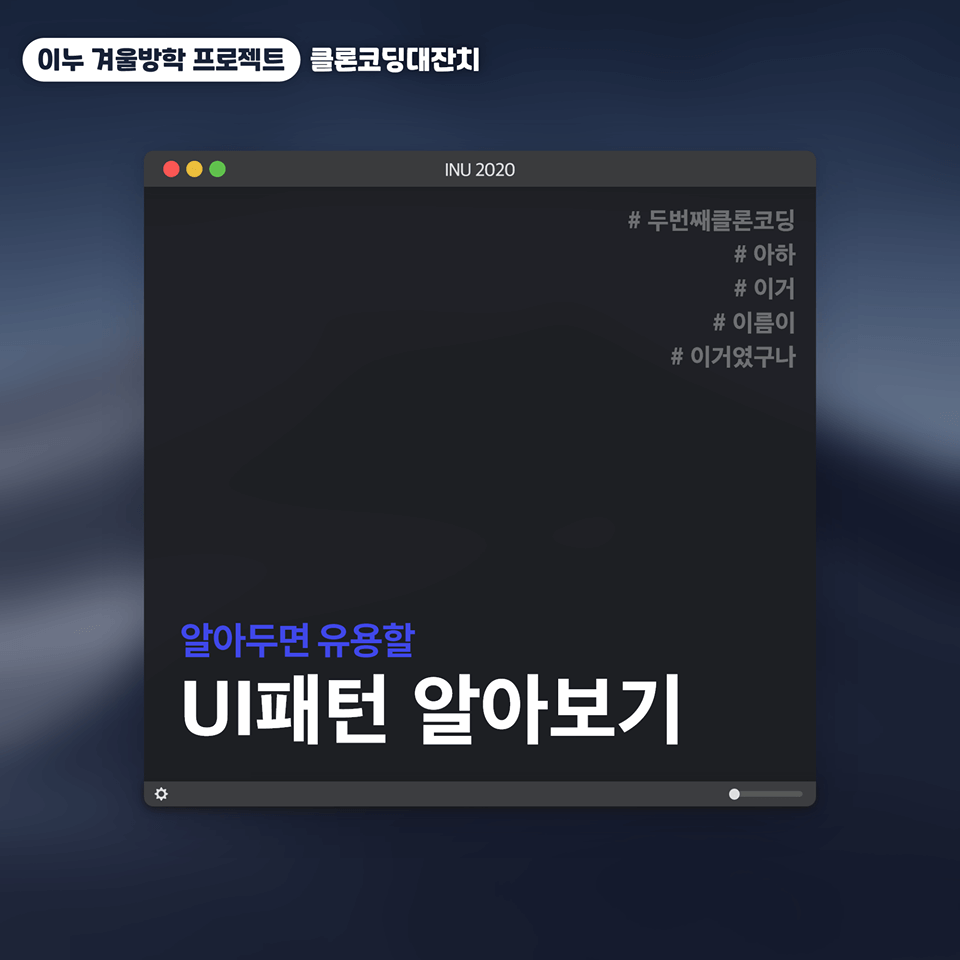 이누 겨울방학 프로젝트 클론코딩대잔치
INU 2020
# 두번째클론코딩
# 아하
# 이거
# 이름이
# 이거였구나
알아두면 유용할
UI패턴 알아보기